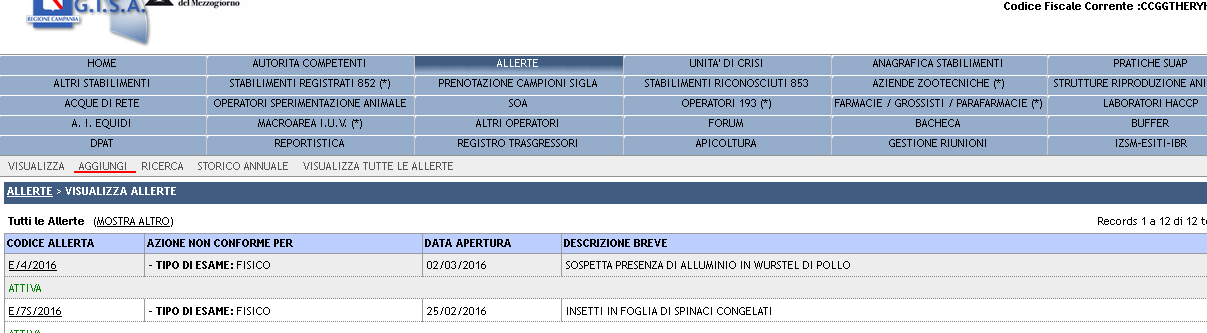 G.I.S.A.
del Mezzogiorno
REGIONE CAMPANIA
Codice Fiscale Corrente :CCGGTHERYH
HOME AUTORITA COMPETENTI ALLERTE UNITA' DI CRISI ANAGRAFICA STABILIMENTI PRATICHE SUAP
ALTRI STABILIMENTI STABILIMENTI REGISTRATI 852 (*) PRENOTAZIONE CAMPIONI SIGLA STABILIMENTI RICONOSCIUTI 853 AZIENDE ZOOTECNICHE (*) STRUTTURE RIPRODUZIONE ANI
ACQUE DI RETE OPERATORI SPERIMENTAZIONE ANIMALE SOA OPERATORI 193 (*) FARMACIE / GROSSISTI / PARAFARMACIE (*) LABORATORI HACCP
A. I. EQUIDI MACROAREA I.U.V. (*) ALTRI OPERATORI FORUM BACHECA BUFFER
DPAT REPORTISTICA REGISTRO TRASGRESSORI APICOLTURA GESTIONE RIUNIONI IZSM-ESITI-IBR
VISUALIZZA AGGIUNGI RICERCA STORICO ANNUALE VISUALIZZA TUTTE LE ALLERTE
ALLERTE > VISUALIZZA ALLERTE
Tutti le Allerte (MOSTRA ALTRO) Records 1 a 12 di 12 t
CODICE ALLERTA AZIONE NON CONFORME PER DATA APERTURA DESCRIZIONE BREVE
E/4/2016 - TIPO DI ESAME: FISICO 02/03/2016 SOSPETTA PRESENZA DI ALLUMINIO IN WURSTEL DI POLLO
ATTIVA
E/7S/2016 - TIPO DI ESAME: FISICO 25/02/2016 INSETTI IN FOGLIA DI SPINACI CONGELATI
ATTIVA